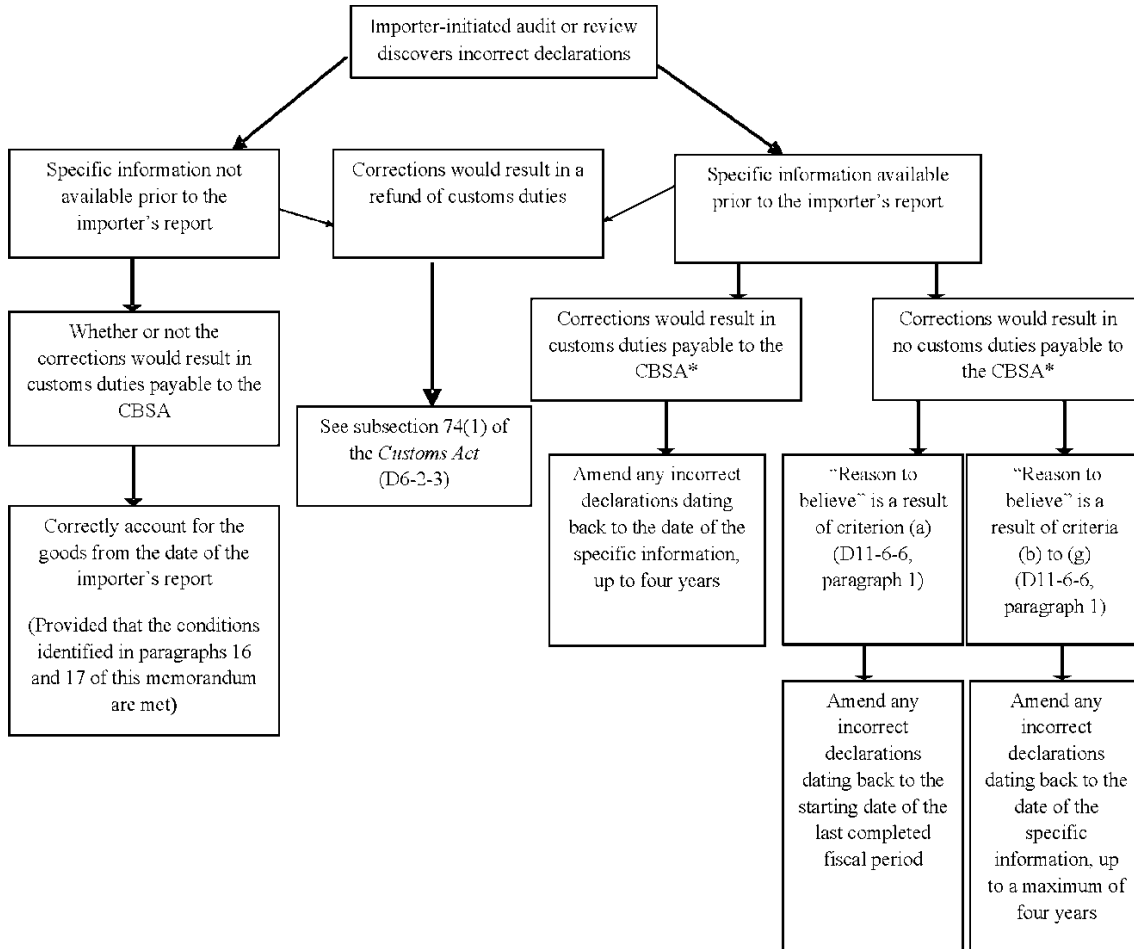 Importer-initiated audit or review
discovers incorrect declarations
Specific information not
available prior to the
importer's report
Corrections would result in a
refund of customs duties
Specific information available
prior to the importer's report
Whether or not the
corrections would result in
customs duties payable to the
CBSA
See subsection 74(1) of
the Customs Act
(D6-2-3)
Corrections would result in
customs duties payable to the
CBSA*
Corrections would result in
no customs duties payable to
the CBSA*
Correctly account for the
goods from the date of the
importer's report
(Provided that the conditions
identified in paragraphs 16
and 17 of this memorandum
are met)
Amend any incorrect
declarations dating
back to the date of the
specific information,
up to four years
“Reason to
believe” is a result
of criterion (a)
(D11-6-6,
paragraph 1)
“Reason to
believe” is a
result of criteria
(b) to (g)
(D11-6-6,
paragraph 1)
Amend any
incorrect
declarations
dating back to the
starting date of the
last completed
fiscal period
Amend any
incorrect
declarations
dating back to the
date of the
specific
information, up
to a maximum of
four years